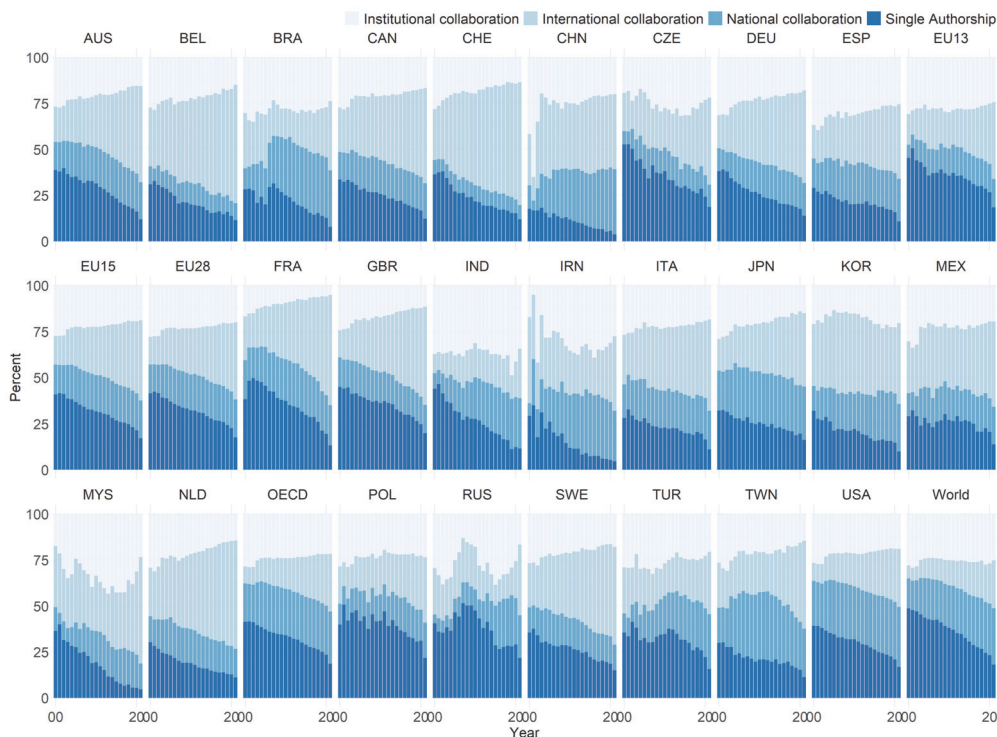 Institutional collaboration International collaboration National collaboration Single Authorship
AUS BEL BRA CAN CHE CHN CZE DEU ESP EU13
100
75
50
25
0
EU15 EU28 FRA GBR IND IRN ITA JPN KOR MEX
100
75
50
25
0
Percent
MYS NLD OECD POL RUS SWE TUR TWN USA World
100
75
50
25
0
00 2000 2000 2000 2000 2000 2000 2000 2000 2000 20
Year